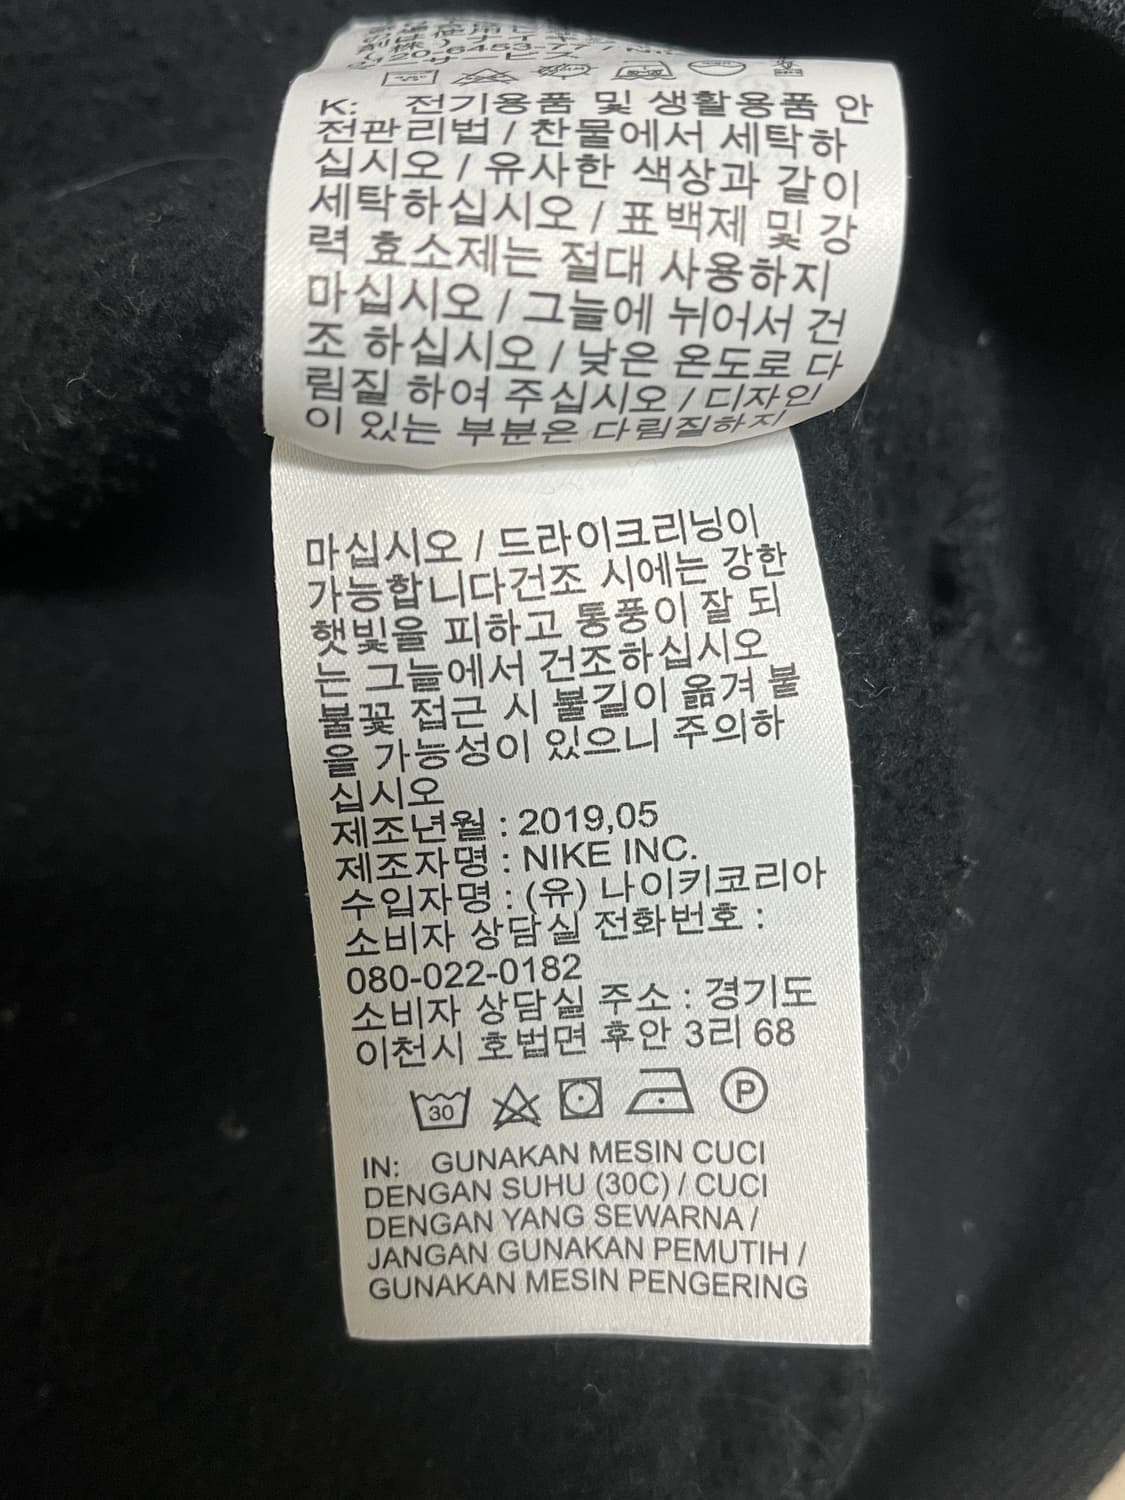 K: 전기용품 및 생활용품 안
전관리법 / 찬물에서 세탁하
십시오 / 유사한 색상과 같이
세탁하십시오 / 표백제 및 강
력 효소제는 절대 사용하지
마십시오 / 그늘에 뉘어서 건
조 하십시오 / 낮은 온도로 다
림질 하여 주십시오 / 디자인
이 있는 부분은 다림질하지
마십시오 / 드라이크리닝이
가능합니다건조 시에는 강한
햇빛을 피하고 통풍이 잘 되
는 그늘에서 건조하십시오
불꽃 접근 시 불길이 옮겨 붙
을 가능성이 있으니 주의하
십시오
제조년월 : 2019,05
제조자명 : NIKE INC.
수입자명 : (유) 나이키코리아
소비자 상담실 전화번호 :
080-022-0182
소비자 상담실 주소 : 경기도
이천시 호법면 후안 3리 68
30 P
IN: GUNAKAN MESIN CUCI
DENGAN SUHU (30C) / CUCI
DENGAN YANG SEWARNA /
JANGAN GUNAKAN PEMUTIH /
GUNAKAN MESIN PENGERING